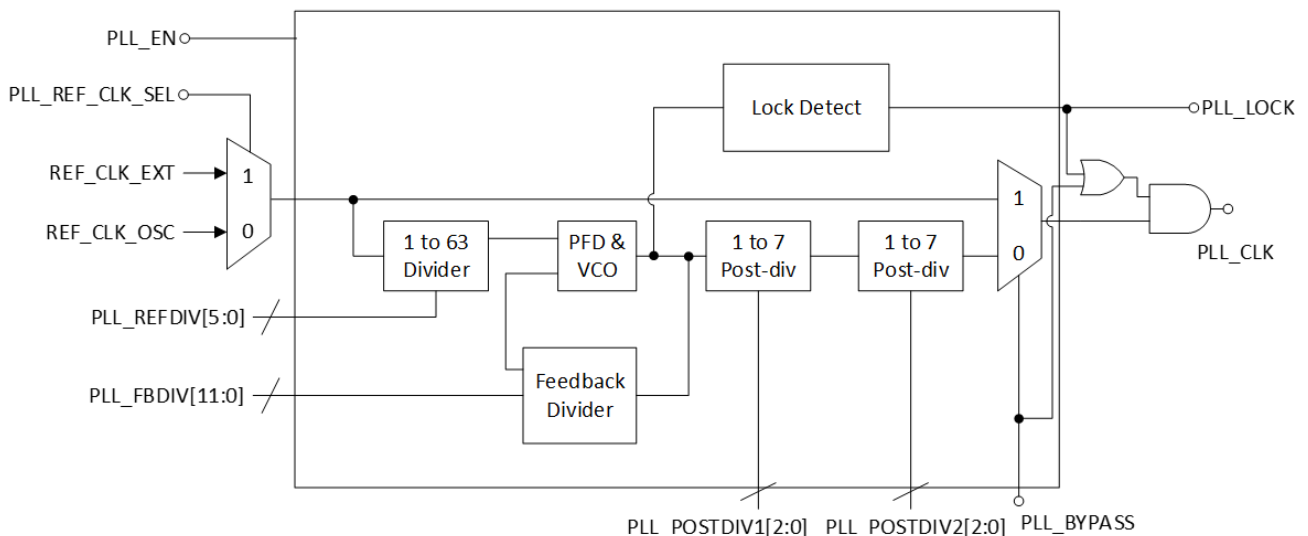 PLL_EN
PLL_REF_CLK_SEL
Lock Detect
PLL_LOCK
REF_CLK_EXT
1
1
REF_CLK_OSC
0
1 to 63
Divider
PFD &
VCO
1 to 7
Post-div
1 to 7
Post-div
0
PLL_CLK
PLL_REFDIV[5:0]
PLL_FBDIV[11:0]
Feedback
Divider
PLL_POSTDIV1[2:0]
PLL_POSTDIV2[2:0]
PLL_BYPASS